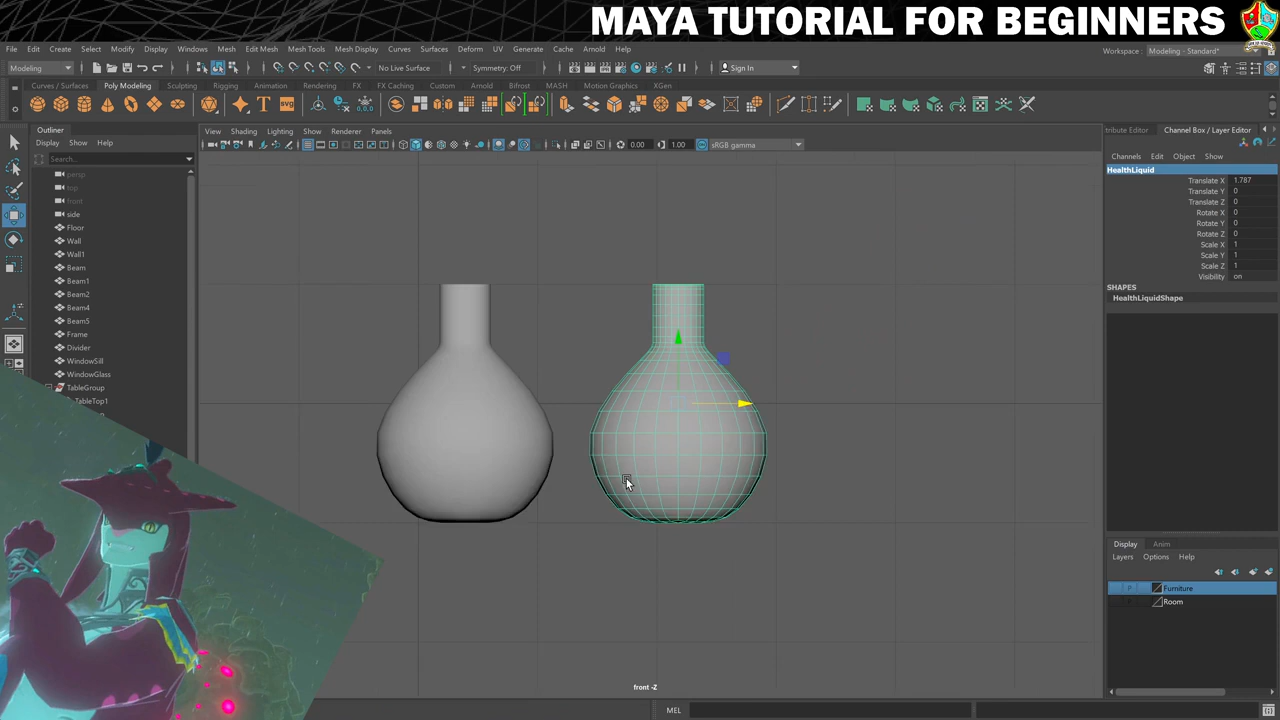 MAYA TUTORIAL FOR BEGINNERS
File Edit Create Select Modify Display Windows Mesh Edit Mesh Mesh Tools Mesh Display Curves Surfaces Deform UV Generate Cache Arnold Help
Workspace : Modeling - Standard*
Modeling No Live Surface Symmetry: Off Sign In
Curves / Surfaces Poly Modeling Sculpting Rigging Animation Rendering FX FX Caching Custom Arnold Bifrost MASH Motion Graphics XGen
Outliner
Display Show Help
Search...
persp
top
front
side
Floor
Wall
Wall1
Beam
Beam1
Beam2
Beam4
Beam5
Frame
Divider
WindowSill
WindowGlass
TableGroup
TableTop1
View Shading Lighting Show Renderer Panels
0.00 1.00 sRGB gamma
front -Z
tribute Editor Channel Box / Layer Editor
Channels Edit Object Show
HealthLiquid
Translate X 1.787
Translate Y 0
Translate Z 0
Rotate X 0
Rotate Y 0
Rotate Z 0
Scale X 1
Scale Y 1
Scale Z 1
Visibility on
SHAPES
HealthLiquidShape
Display Anim
Layers Options Help
P Furniture
P Room
MEL